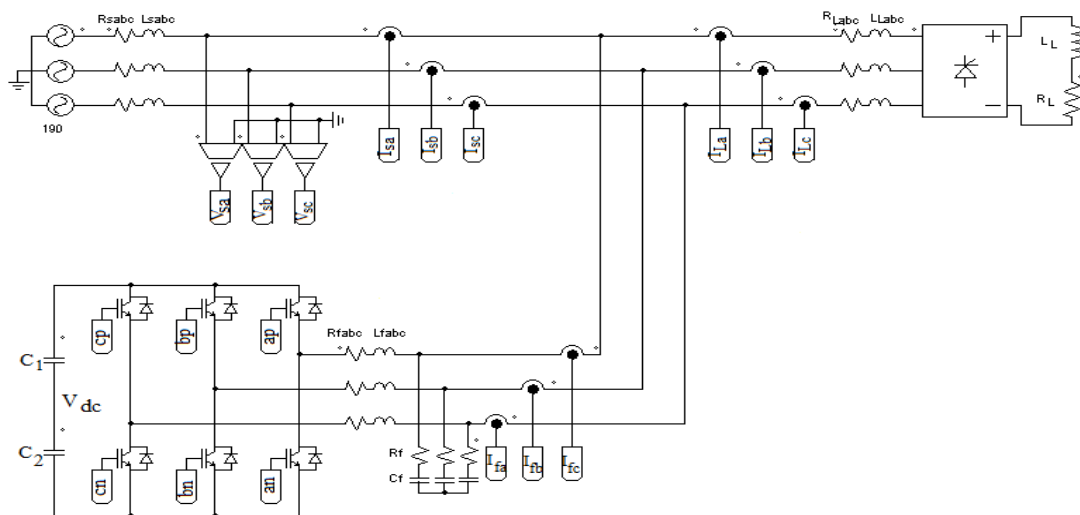 Rsabc Lsabc
RLabc LLabc
+
LL
RL
−
190
Isa Isb Isc
ILa ILb ILc
Vsa Vsb Vsc
cp bp ap
Rfabc Lfabc
C1
Vdc
C2
cn bn an
Rf
Cf
Ifa Ifb Ifc